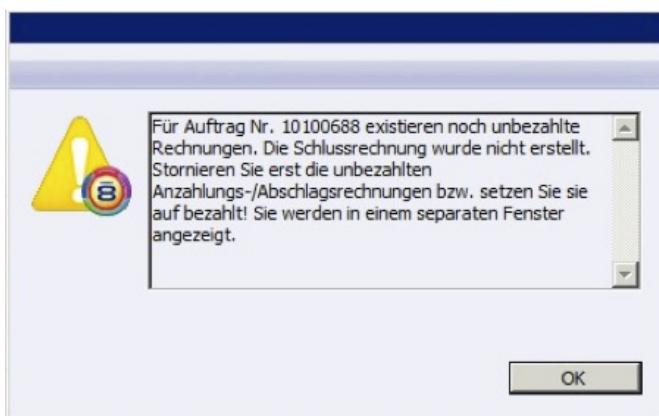 Für Auftrag Nr. 10100688 existieren noch unbezahlte
Rechnungen. Die Schlussrechnung wurde nicht erstellt.
Stornieren Sie erst die unbezahlten
Anzahlungs-/Abschlagsrechnungen bzw. setzen Sie sie
auf bezahlt! Sie werden in einem separaten Fenster
angezeigt.
OK